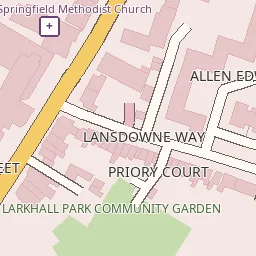 Springfield Methodist Church
ALLEN EDW
LANSDOWNE WAY
PRIORY COURT
EET
LARKHALL PARK COMMUNITY GARDEN